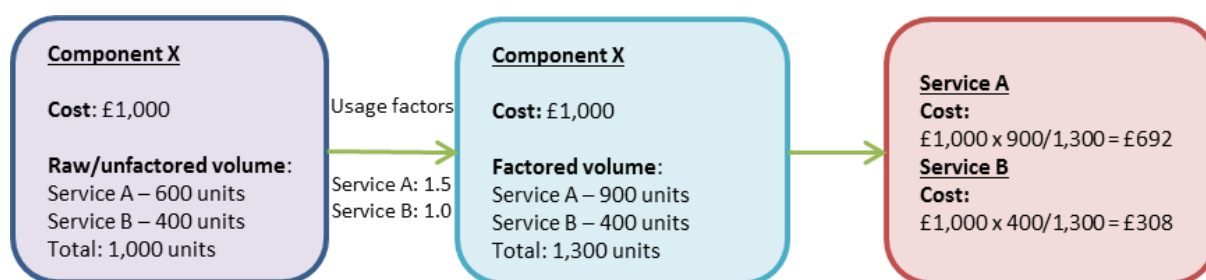 Component X
Cost: £1,000
Raw/unfactored volume:
Service A – 600 units
Service B – 400 units
Total: 1,000 units
Usage factors
Service A: 1.5
Service B: 1.0
Component X
Cost: £1,000
Factored volume:
Service A – 900 units
Service B – 400 units
Total: 1,300 units
Service A
Cost:
£1,000 x 900/1,300 = £692
Service B
Cost:
£1,000 x 400/1,300 = £308